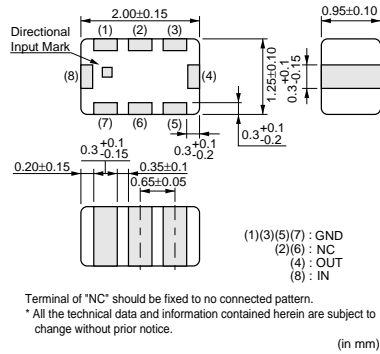 2.00±0.15
0.95±0.10
(1) (2) (3)
Directional
Input Mark
(8)
(4)
1.25±0.10
0.3+0.1-0.15
(7) (6) (5)
0.3+0.1-0.15
0.3+0.1-0.2
0.3+0.1-0.2
0.20±0.15
0.35±0.1
0.65±0.05
(1)(3)(5)(7) : GND
(2)(6) : NC
(4) : OUT
(8) : IN
Terminal of "NC" should be fixed to no connected pattern.
* All the technical data and information contained herein are subject to
change without prior notice.
(in mm)